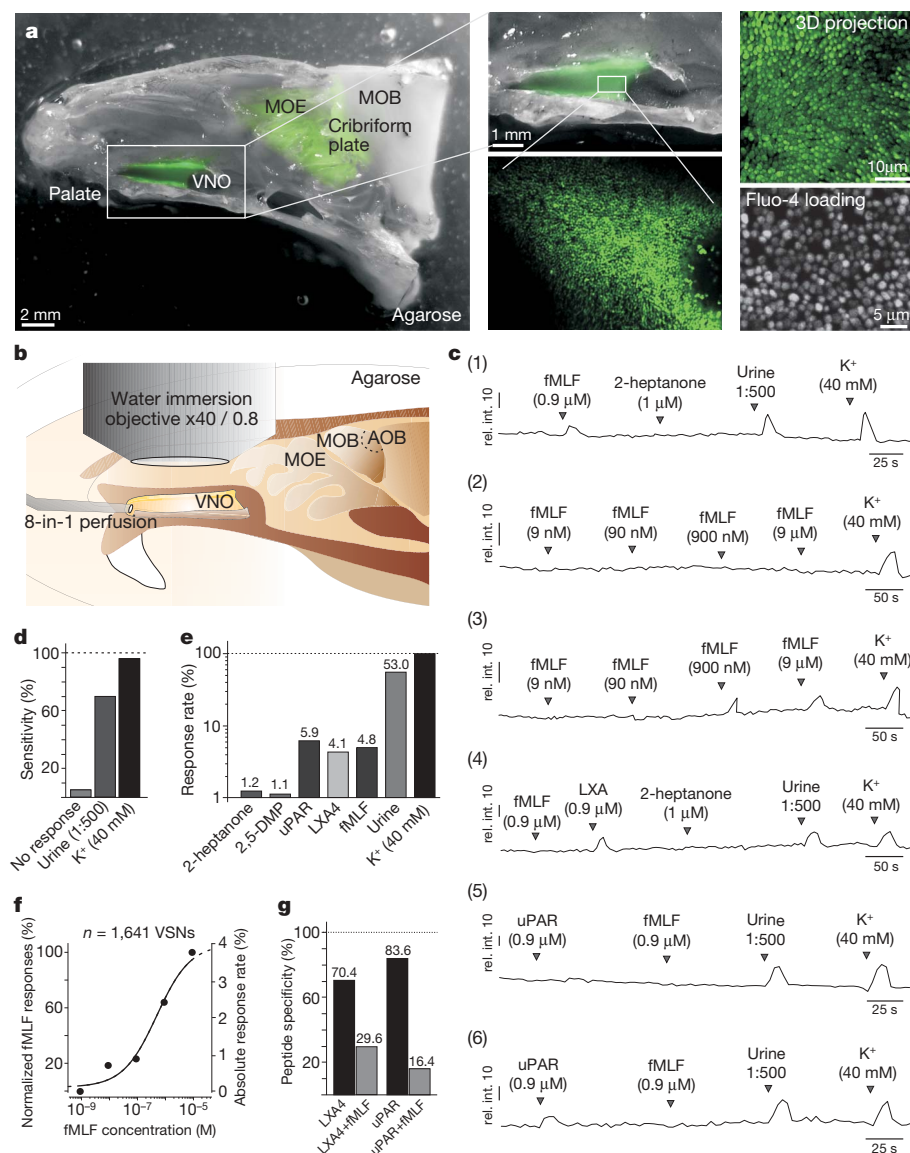 a
MOE
MOB
Cribriform
plate
VNO
Palate
2 mm
Agarose
1 mm
3D projection
10μm
Fluo-4 loading
5 μm
b
Agarose
Water immersion
objective x40 / 0.8
MOB
AOB
MOE
VNO
8-in-1 perfusion
c
(1)
rel. int. 10
fMLF
(0.9 μM)
2-heptanone
(1 μM)
Urine
1:500
K⁺
(40 mM)
25 s
(2)
rel. int. 10
fMLF
(9 nM)
fMLF
(90 nM)
fMLF
(900 nM)
fMLF
(9 μM)
K⁺
(40 mM)
50 s
(3)
rel. int. 10
fMLF
(9 nM)
fMLF
(90 nM)
fMLF
(900 nM)
fMLF
(9 μM)
K⁺
(40 mM)
50 s
(4)
rel. int. 10
fMLF
(0.9 μM)
LXA
(0.9 μM)
2-heptanone
(1 μM)
Urine
1:500
K⁺
(40 mM)
50 s
(5)
rel. int. 10
uPAR
(0.9 μM)
fMLF
(0.9 μM)
Urine
1:500
K⁺
(40 mM)
25 s
(6)
rel. int. 10
uPAR
(0.9 μM)
fMLF
(0.9 μM)
Urine
1:500
K⁺
(40 mM)
25 s
d
Sensitivity (%)
100
60
20
No response
Urine (1:500)
K⁺ (40 mM)
e
Response rate (%)
100
10
1
1.2
1.1
5.9
4.1
4.8
53.0
2-heptanone
2,5-DMP
uPAR
LXA4
fMLF
Urine
K⁺ (40 mM)
f
n = 1,641 VSNs
Normalized fMLF responses (%)
100
60
20
Absolute response rate (%)
4
3
2
1
0
10⁻⁹
10⁻⁷
10⁻⁵
fMLF concentration (M)
g
Peptide specificity (%)
100
60
20
70.4
29.6
83.6
16.4
LXA4
LXA4+fMLF
uPAR
uPAR+fMLF